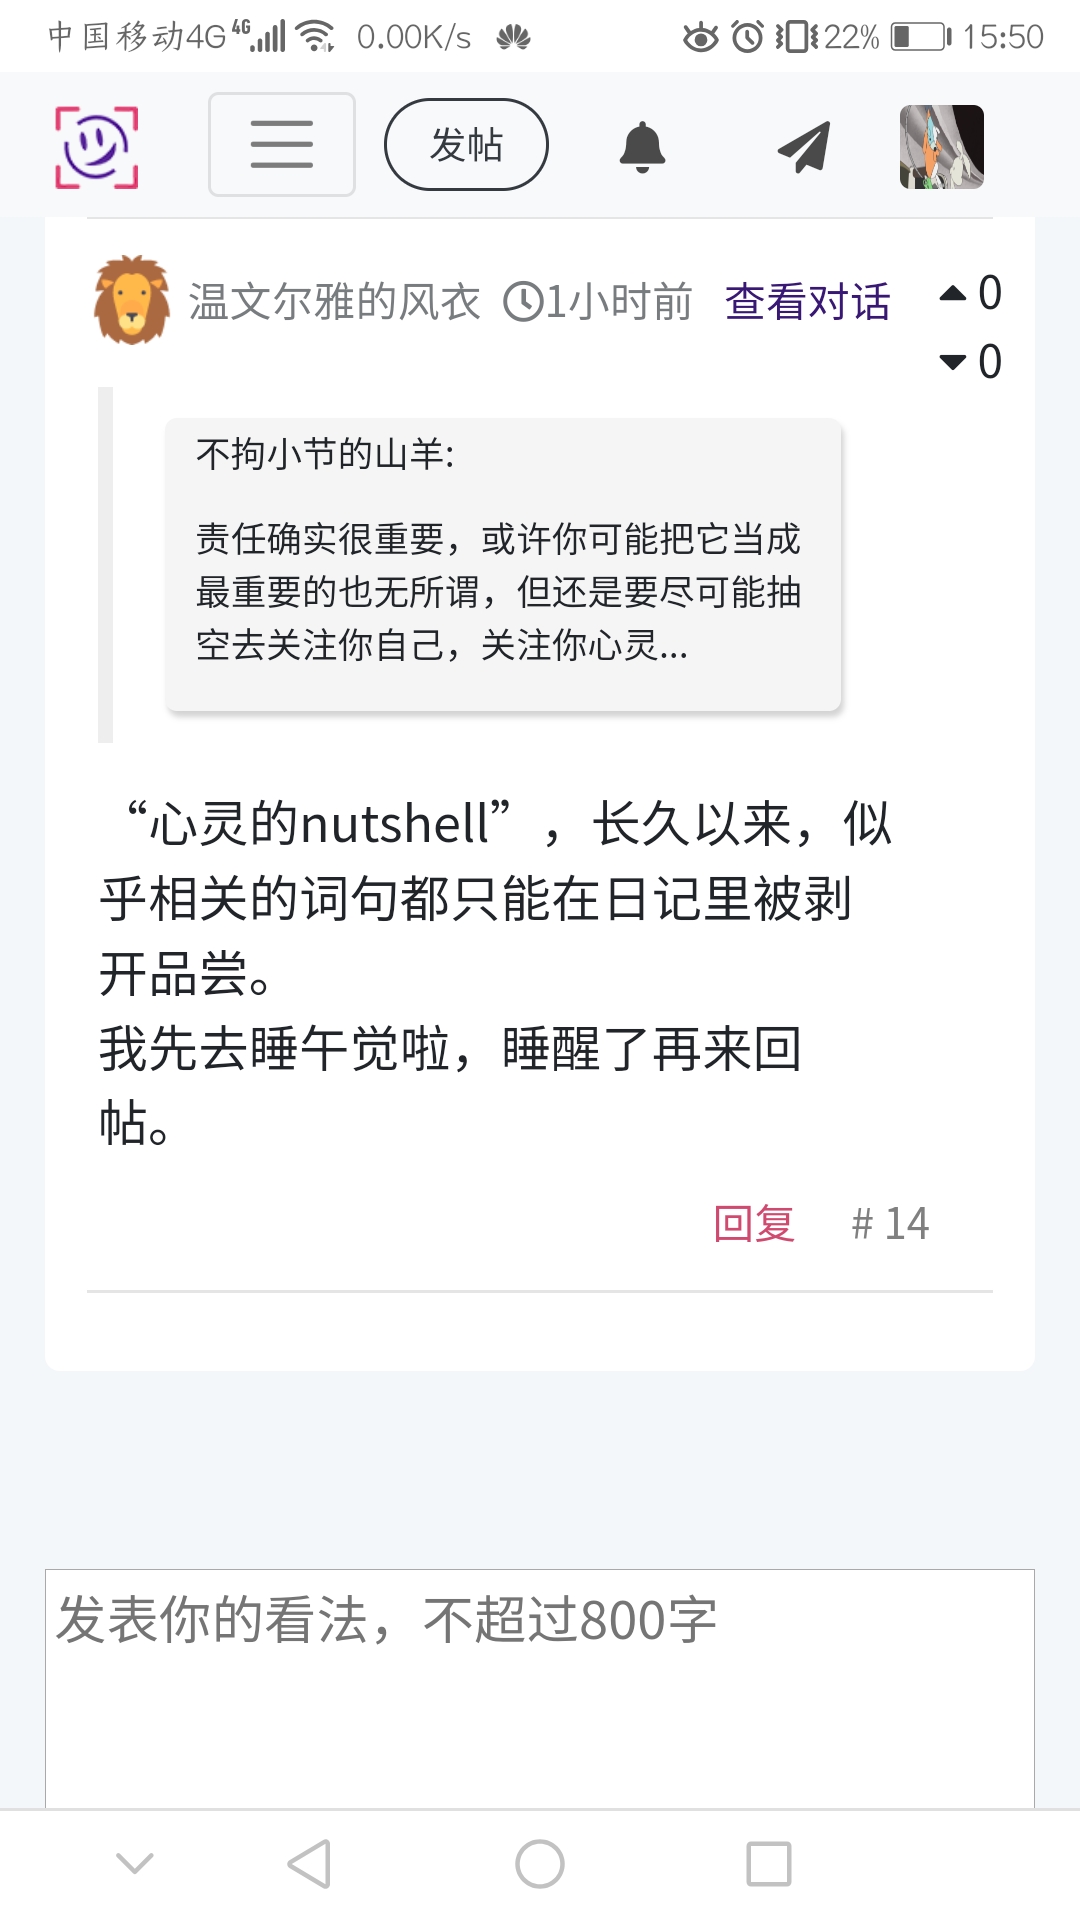 中国移动4G 4G 0.00K/s 22% 15:50
发帖
温文尔雅的风衣 1小时前 查看对话 0
0
不拘小节的山羊:
责任确实很重要，或许你可能把它当成
最重要的也无所谓，但还是要尽可能抽
空去关注你自己，关注你心灵...
“心灵的nutshell”，长久以来，似
乎相关的词句都只能在日记里被剥
开品尝。
我先去睡午觉啦，睡醒了再来回
帖。
回复 # 14
发表你的看法，不超过800字